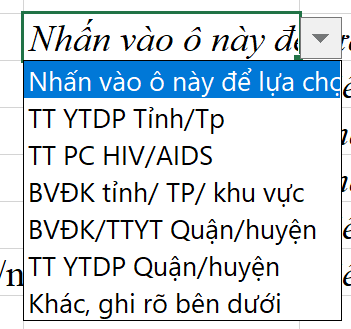 Nhấn vào ô này để
Nhấn vào ô này để lựa chọ
TT YTDP Tỉnh/Tp
TT PC HIV/AIDS
BVĐK tỉnh/ TP/ khu vực
BVĐK/TTYT Quận/huyện
TT YTDP Quận/huyện
Khác, ghi rõ bên dưới